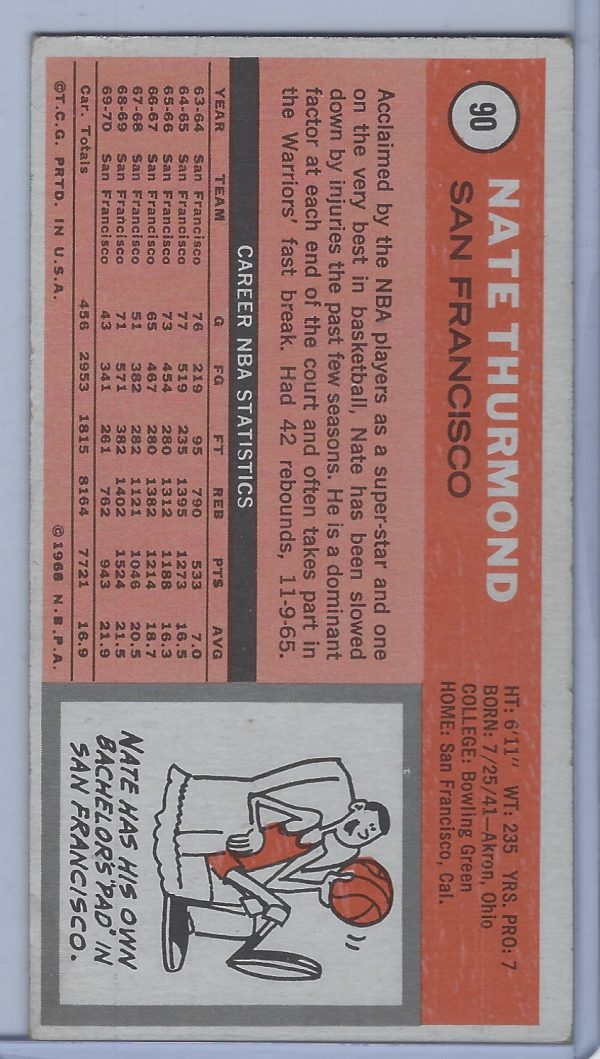 90
NATE THURMOND
SAN FRANCISCO
HT: 6'11" WT: 235 YRS. PRO: 7
BORN: 7/25/41—Akron, Ohio
COLLEGE: Bowling Green
HOME: San Francisco, Cal.
Acclaimed by the NBA players as a super-star and one
on the very best in basketball, Nate has been slowed
down by injuries the past few seasons. He is a dominant
factor at each end of the court and often takes part in
the Warriors' fast break. Had 42 rebounds, 11-9-65.
CAREER NBA STATISTICS
YEAR TEAM G FG FT REB PTS AVG
63-64 San Francisco 76 219 95 790 533 7.0
64-65 San Francisco 77 519 235 1395 1273 16.5
65-66 San Francisco 73 454 280 1312 1188 16.3
66-67 San Francisco 65 467 280 1382 1214 18.7
67-68 San Francisco 51 382 282 1121 1046 20.5
68-69 San Francisco 71 571 382 1402 1524 21.5
69-70 San Francisco 43 341 261 762 943 21.9
Car. Totals 456 2953 1815 8164 7721 16.9
©T.C.G. PRTD. IN U.S.A. ©1968 N.B.P.A.
NATE HAS HIS OWN
BACHELOR'S "PAD" IN
SAN FRANCISCO.